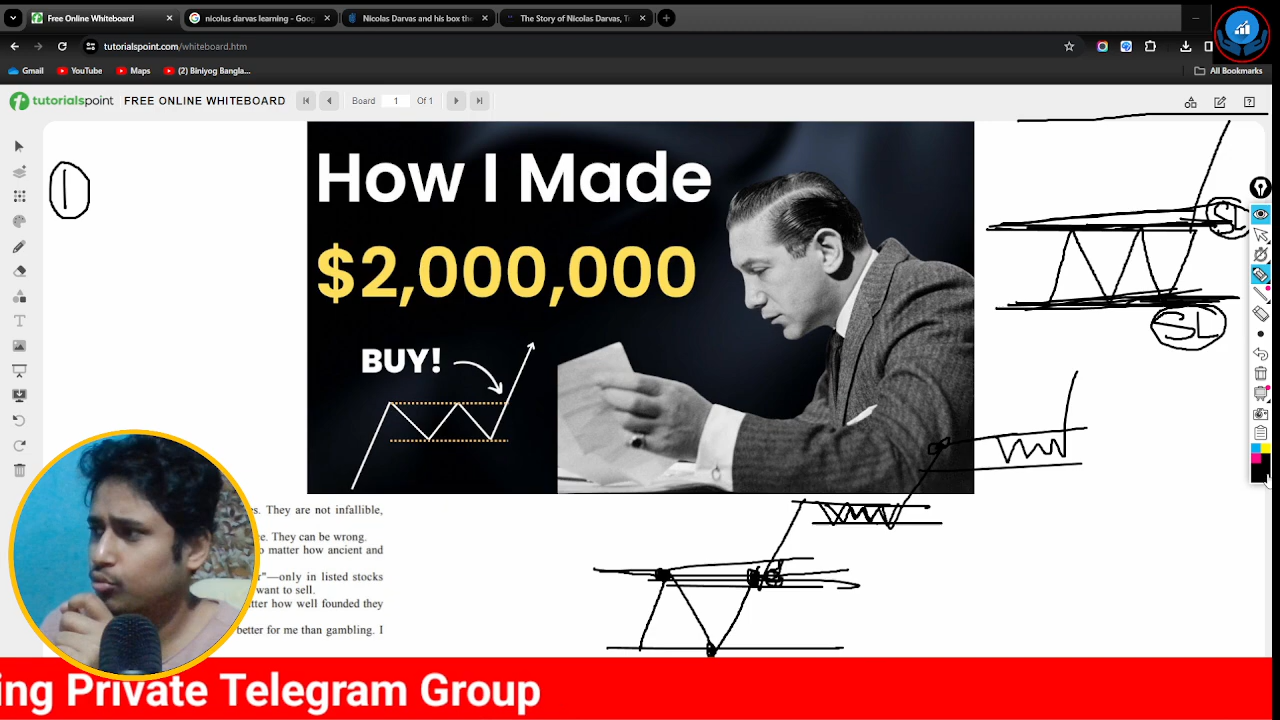 Free Online Whiteboard
nicolus darvas learning - Goog
Nicolas Darvas and his box the
The Story of Nicolas Darvas, T
tutorialspoint.com/whiteboard.htm
Gmail
YouTube
Maps
(2) Biniyog Bangla...
All Bookmarks
tutorialspoint
FREE ONLINE WHITEBOARD
Board
1
Of 1
1
How I Made
$2,000,000
BUY!
SL
SL
es. They are not infallible,
ce. They can be wrong.
o matter how ancient and
r"—only in listed stocks
want to sell.
tter how well founded they
better for me than gambling. I
ing Private Telegram Group